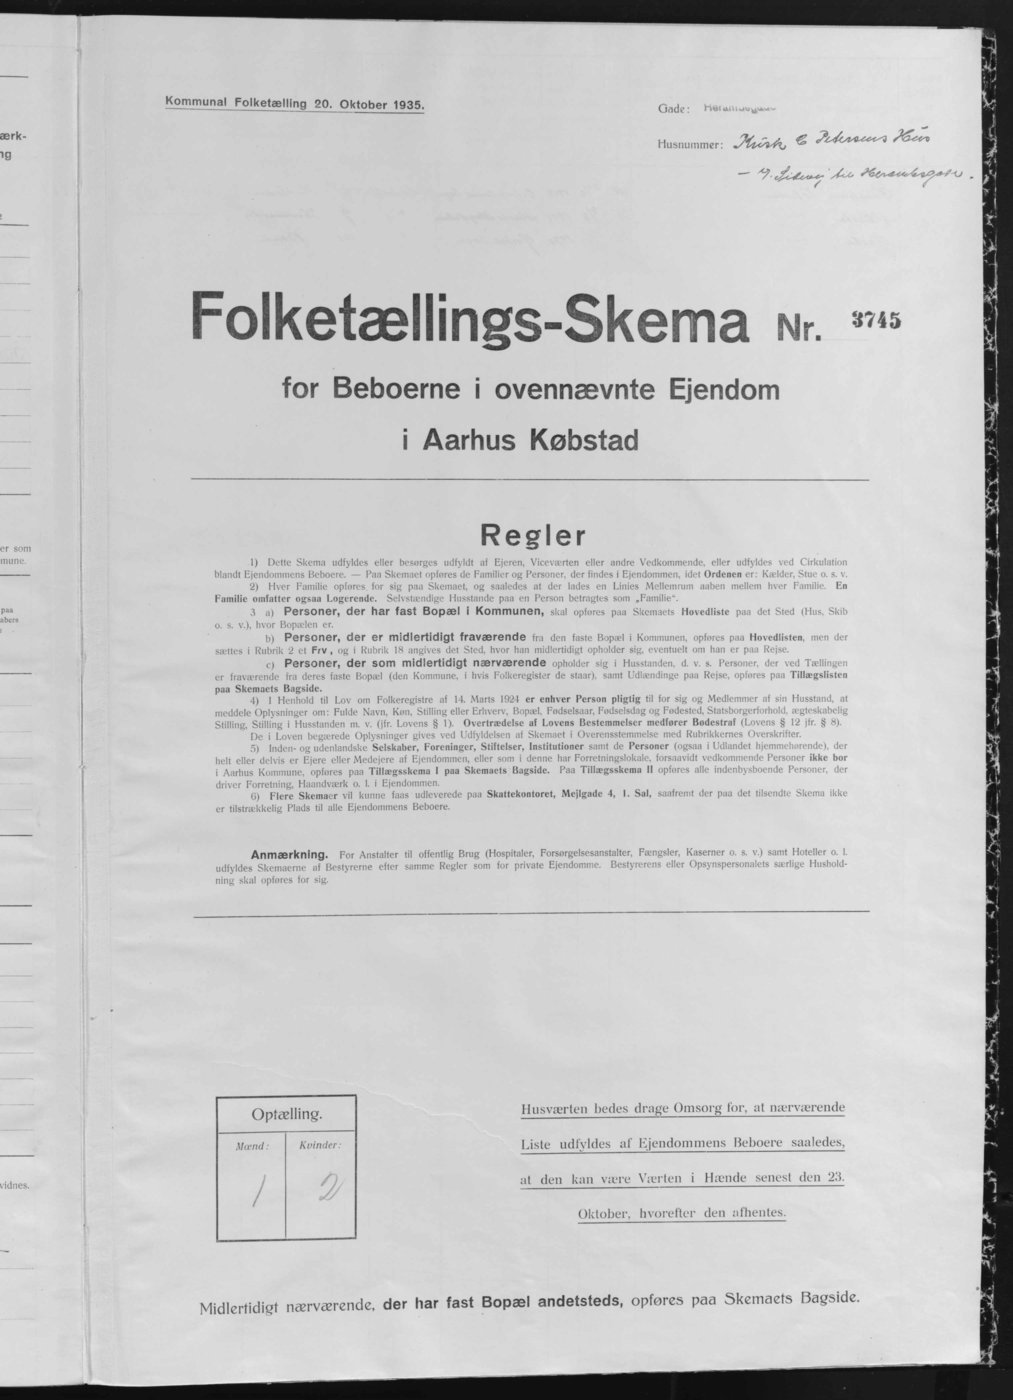 ærk-
ng
er som
mune.
paa
abers
vidnes.
Kommunal Folketælling 20. Oktober 1935.
Gade:
Husnummer: Kusk C Petersens Hus
- 4. Sidevej til
Folketællings-Skema Nr. 3745
for Beboerne i ovennævnte Ejendom
i Aarhus Købstad
Regler
1) Dette Skema udfyldes eller besørges udfyldt af Ejeren, Viceværten eller andre Vedkommende, eller udfyldes ved Cirkulation
blandt Ejendommens Beboere. — Paa Skemaet opføres de Familier og Personer, der findes i Ejendommen, idet Ordenen er: Kælder, Stue o. s. v.
2) Hver Familie opføres for sig paa Skemaet, og saaledes at der lades en Linies Mellemrum aaben mellem hver Familie. En
Familie omfatter ogsaa Logerende. Selvstændige Husstande paa en Person betragtes som „Familie“.
3 a) Personer, der har fast Bopæl i Kommunen, skal opføres paa Skemaets Hovedliste paa det Sted (Hus, Skib
o. s. v.), hvor Bopælen er.
b) Personer, der er midlertidigt fraværende fra den faste Bopæl i Kommunen, opføres paa Hovedlisten, men der
sættes i Rubrik 2 et Frv, og i Rubrik 18 angives det Sted, hvor han midlertidigt opholder sig, eventuelt om han er paa Rejse.
c) Personer, der som midlertidigt nærværende opholder sig i Husstanden, d. v. s. Personer, der ved Tællingen
er fraværende fra deres faste Bopæl (den Kommune, i hvis Folkeregister de staar), samt Udlændinge paa Rejse, opføres paa Tillægslisten
paa Skemaets Bagside.
4) I Henhold til Lov om Folkeregistre af 14. Marts 1924 er enhver Person pligtig til for sig og Medlemmer af sin Husstand, at
meddele Oplysninger om: Fulde Navn, Køn, Stilling eller Erhverv, Bopæl, Fødselsaar, Fødselsdag og Fødested, Statsborgerforhold, ægteskabelig
Stilling, Stilling i Husstanden m. v. (jfr. Lovens § 1). Overtrædelse af Lovens Bestemmelser medfører Bødestraf (Lovens § 12 jfr. § 8).
De i Loven begærede Oplysninger gives ved Udfyldelsen af Skemaet i Overensstemmelse med Rubrikkernes Overskrifter.
5) Inden- og udenlandske Selskaber, Foreninger, Stiftelser, Institutioner samt de Personer (ogsaa i Udlandet hjemmehørende), der
helt eller delvis er Ejere eller Medejere af Ejendommen, eller som i denne har Forretningslokale, forsaavidt vedkommende Personer ikke bor
i Aarhus Kommune, opføres paa Tillægsskema I paa Skemaets Bagside. Paa Tillægsskema II opføres alle indenbysboende Personer, der
driver Forretning, Haandværk o. l. i Ejendommen.
6) Flere Skemaer vil kunne faas udleverede paa Skattekontoret, Mejlgade 4, 1. Sal, saafremt der paa det tilsendte Skema ikke
er tilstrækkelig Plads til alle Ejendommens Beboere.
Anmærkning. For Anstalter til offentlig Brug (Hospitaler, Forsørgelsesanstalter, Fængsler, Kaserner o. s. v.) samt Hoteller o. l.
udfyldes Skemaerne af Bestyrerne efter samme Regler som for private Ejendomme. Bestyrerens eller Opsynspersonalets særlige Hushold-
ning skal opføres for sig.
Optælling.
Mænd: Kvinder:
1 2
Husværten bedes drage Omsorg for, at nærværende
Liste udfyldes af Ejendommens Beboere saaledes,
at den kan være Værten i Hænde senest den 23.
Oktober, hvorefter den afhentes.
Midlertidigt nærværende, der har fast Bopæl andetsteds, opføres paa Skemaets Bagside.